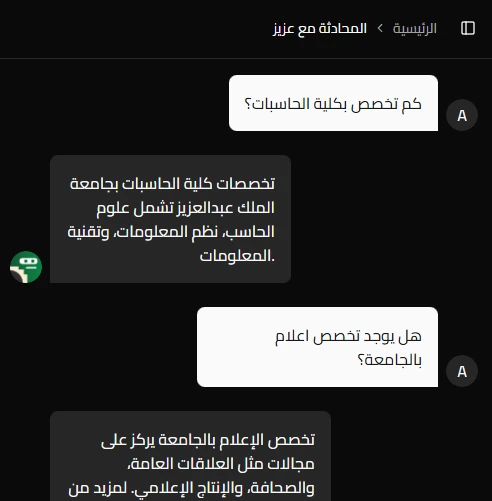 الرئيسية > المحادثة مع عزيز
كم تخصص بكلية الحاسبات؟
A
تخصصات كلية الحاسبات بجامعة
الملك عبدالعزيز تشمل علوم
الحاسب، نظم المعلومات، وتقنية
المعلومات.
هل يوجد تخصص اعلام
بالجامعة؟
A
تخصص الإعلام بالجامعة يركز على
مجالات مثل العلاقات العامة،
والصحافة، والإنتاج الإعلامي. لمزيد من